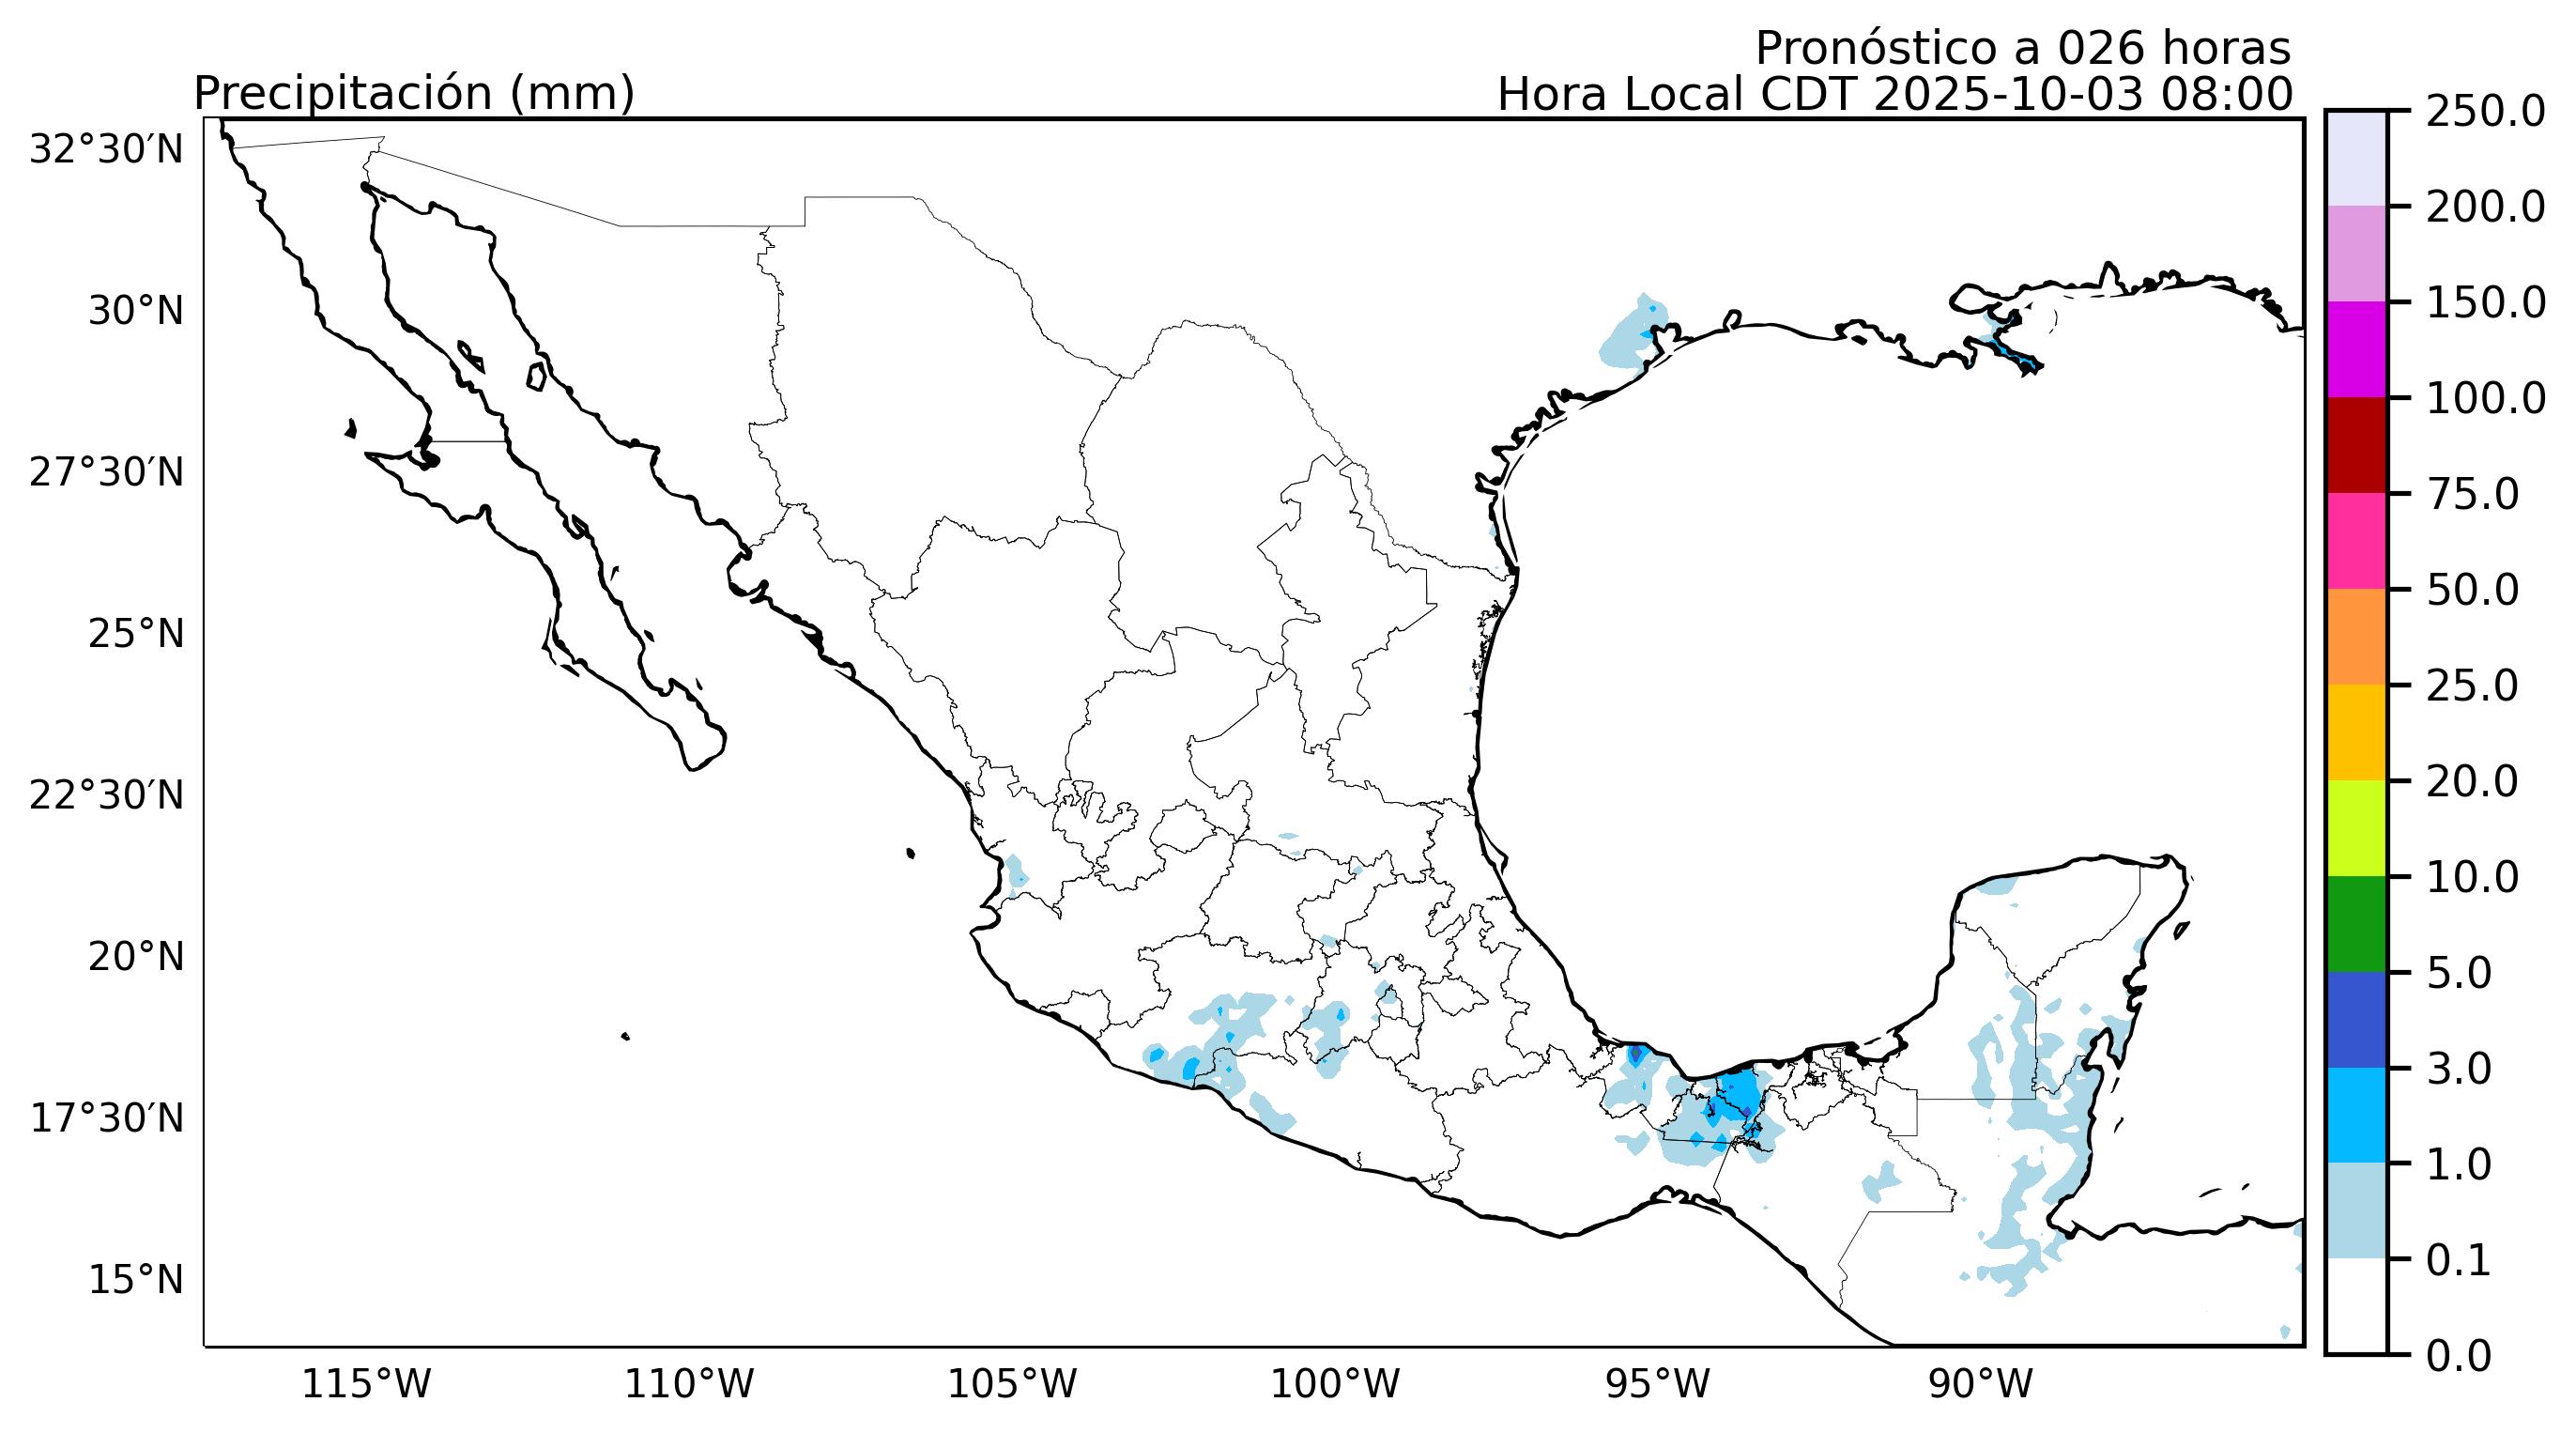 Pronóstico a 026 horas
Precipitación (mm)
Hora Local CDT 2025-10-03 08:00
32°30′N
30°N
27°30′N
25°N
22°30′N
20°N
17°30′N
15°N
115°W
110°W
105°W
100°W
95°W
90°W
250.0
200.0
150.0
100.0
75.0
50.0
25.0
20.0
10.0
5.0
3.0
1.0
0.1
0.0